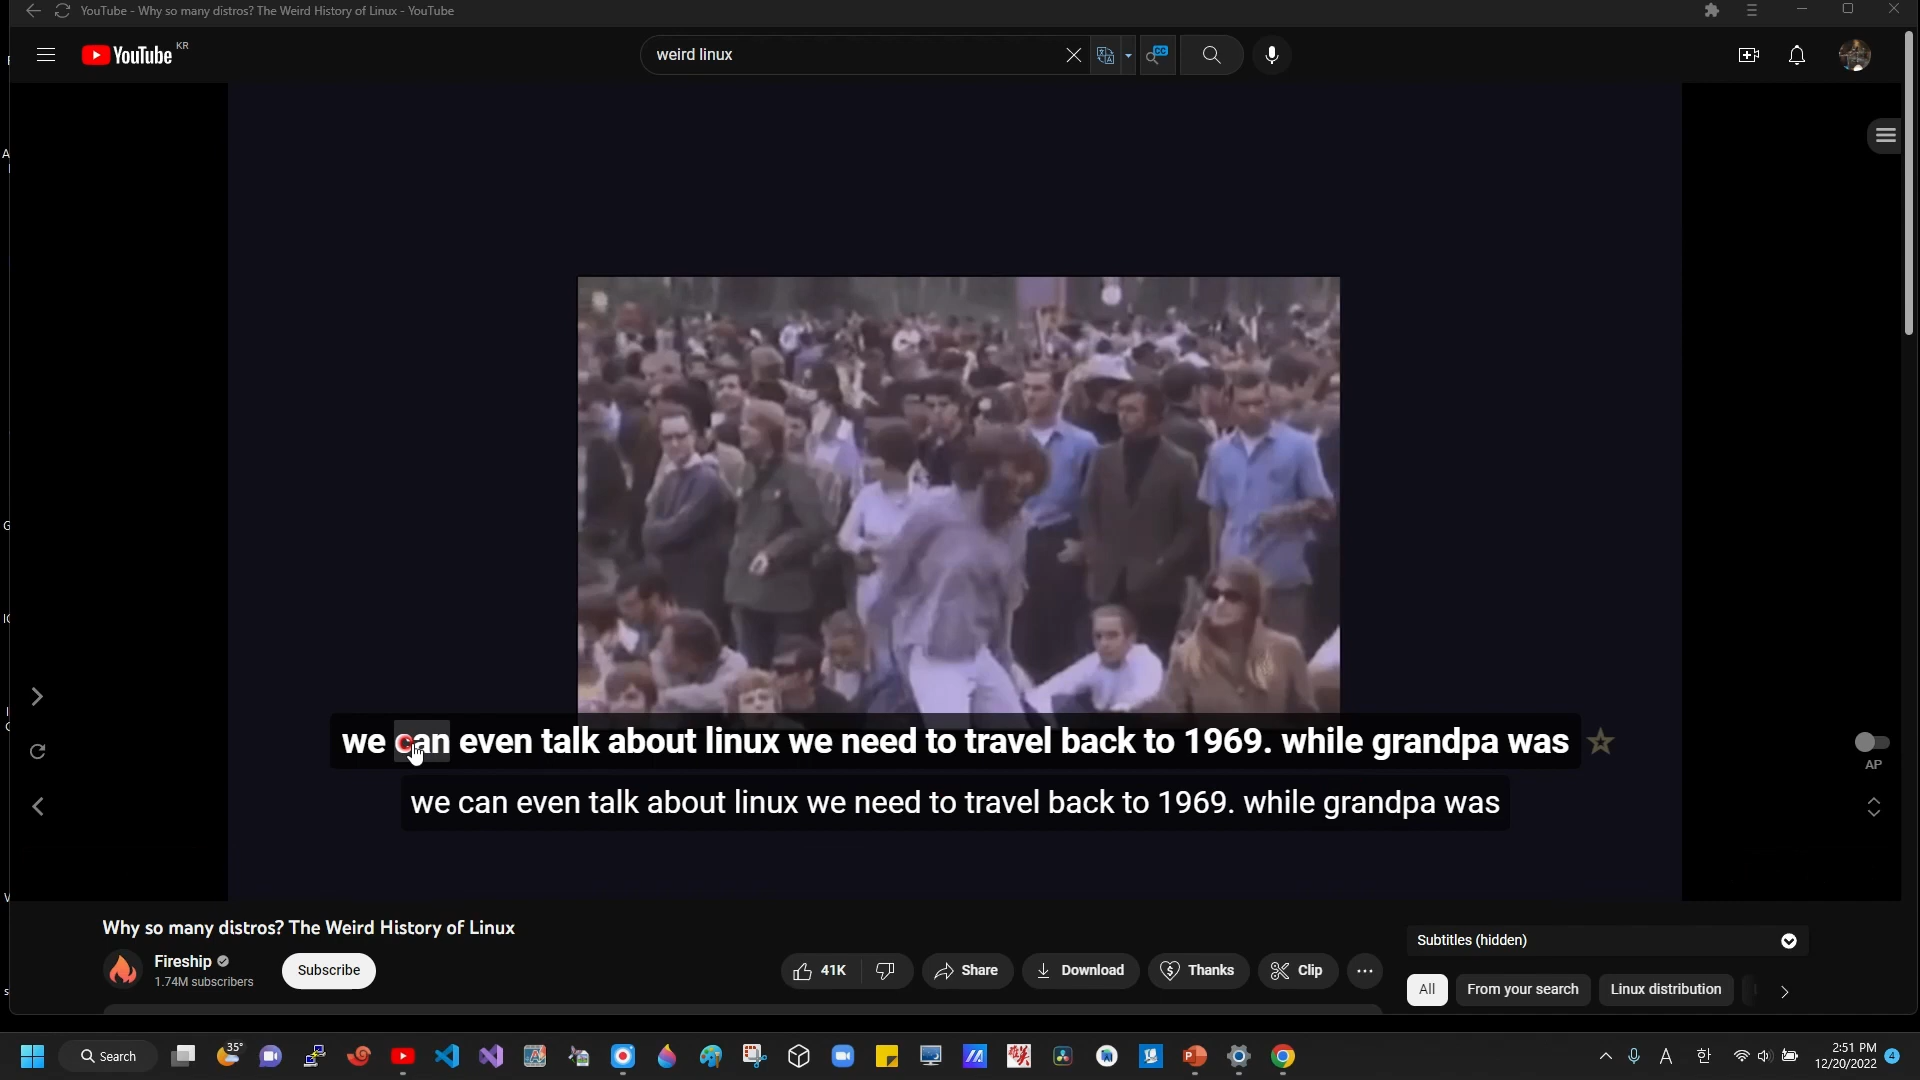 YouTube - Why so many distros? The Weird History of Linux - YouTube
YouTube KR
weird linux
CC
we can even talk about linux we need to travel back to 1969. while grandpa was
we can even talk about linux we need to travel back to 1969. while grandpa was
AP
Why so many distros? The Weird History of Linux
Fireship
1.74M subscribers
Subscribe
41K
Share
Download
Thanks
Clip
Subtitles (hidden)
All
From your search
Linux distribution
Search
35°
A
한
2:51 PM
12/20/2022
4